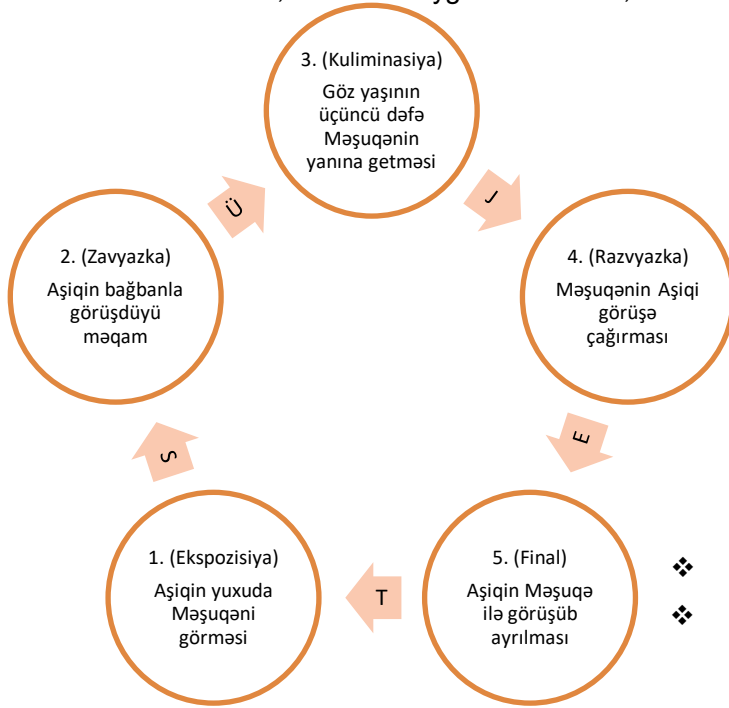 3. (Kuliminasiya)
Göz yaşının
üçüncü dəfə
Məşuqənin
yanına getməsi
Ü
J
2. (Zavyazka)
Aşiqin bağbanla
görüşdüyü
məqam
4. (Razvyazka)
Məşuqənin Aşiqi
görüşə
çağırması
S
E
1. (Ekspozisiya)
Aşiqin yuxuda
Məşuqəni
görməsi
T
5. (Final)
Aşiqin Məşuqə
ilə görüşüb
ayrılması